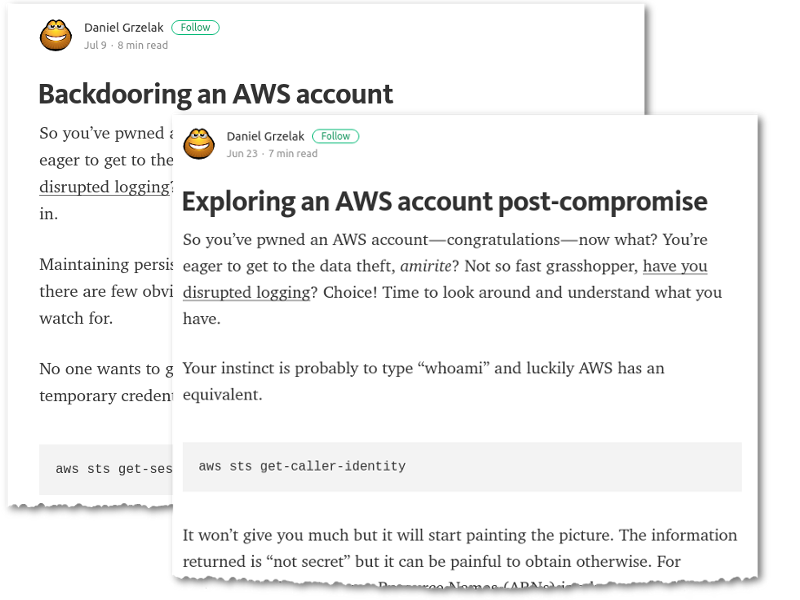 Daniel Grzelak Follow
Jul 9 · 8 min read
Backdooring an AWS account
So you’ve pwned
eager to get to the
disrupted logging?
in.
Maintaining
there are few
watch for.
No one wants to
temporary
aws sts
Daniel Grzelak Follow
Jun 23 · 7 min read
Exploring an AWS account post-compromise
So you’ve pwned an AWS account—congratulations—now what? You’re
eager to get to the data theft, amirite? Not so fast grasshopper, have you
disrupted logging? Choice! Time to look around and understand what you
have.
Your instinct is probably to type “whoami” and luckily AWS has an
equivalent.
aws sts get-caller-identity
It won’t give you much but it will start painting the picture. The information
returned is “not secret” but it can be painful to obtain otherwise. For
Resource Names (ARNs)